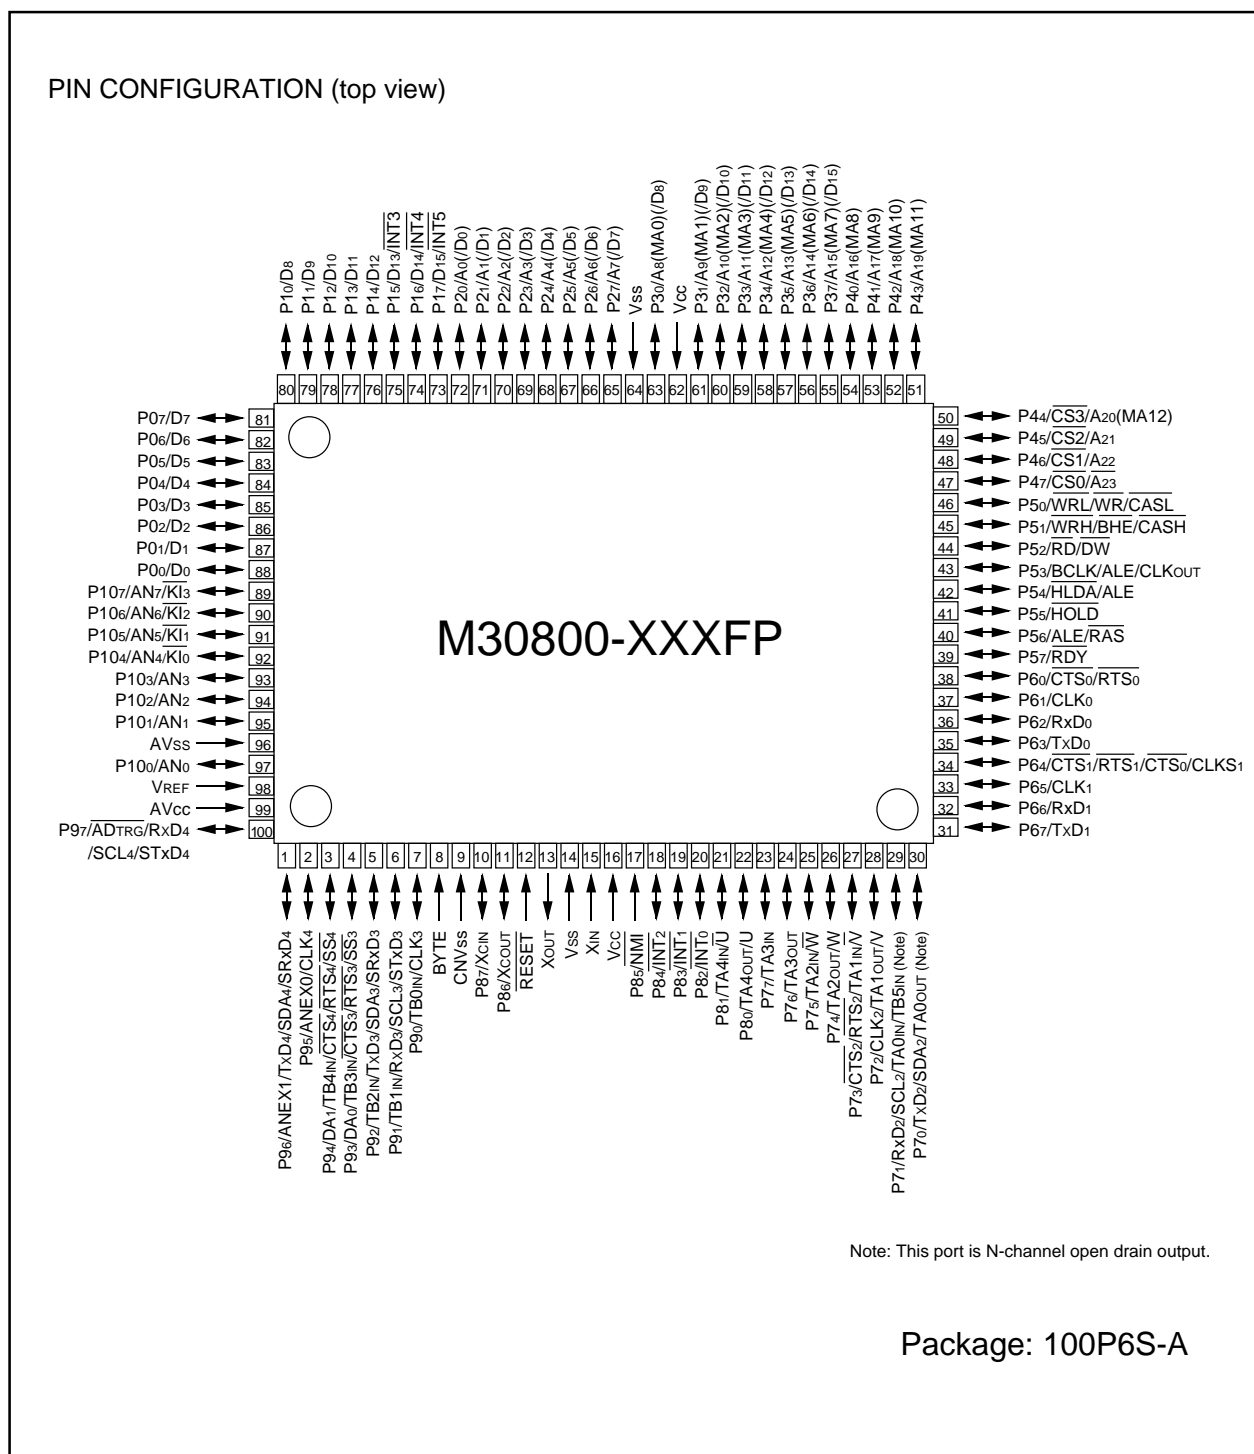 PIN CONFIGURATION (top view)
P10/D8
P11/D9
P12/D10
P13/D11
P14/D12
P15/D13/INT3
P16/D14/INT4
P17/D15/INT5
P20/A0(/D0)
P21/A1(/D1)
P22/A2(/D2)
P23/A3(/D3)
P24/A4(/D4)
P25/A5(/D5)
P26/A6(/D6)
P27/A7(/D7)
Vss
P30/A8(MA0)(/D8)
Vcc
P31/A9(MA1)(/D9)
P32/A10(MA2)(/D10)
P33/A11(MA3)(/D11)
P34/A12(MA4)(/D12)
P35/A13(MA5)(/D13)
P36/A14(MA6)(/D14)
P37/A15(MA7)(/D15)
P40/A16(MA8)
P41/A17(MA9)
P42/A18(MA10)
P43/A19(MA11)
80 79 78 77 76 75 74 73 72 71 70 69 68 67 66 65 64 63 62 61 60 59 58 57 56 55 54 53 52 51
P07/D7 81
P06/D6 82
P05/D5 83
P04/D4 84
P03/D3 85
P02/D2 86
P01/D1 87
P00/D0 88
P107/AN7/KI3 89
P106/AN6/KI2 90
P105/AN5/KI1 91
P104/AN4/KI0 92
P103/AN3 93
P102/AN2 94
P101/AN1 95
AVss 96
P100/AN0 97
VREF 98
AVcc 99
P97/ADTRG/RxD4 100
/SCL4/STxD4
M30800-XXXFP
50 P44/CS3/A20(MA12)
49 P45/CS2/A21
48 P46/CS1/A22
47 P47/CS0/A23
46 P50/WRL/WR/CASL
45 P51/WRH/BHE/CASH
44 P52/RD/DW
43 P53/BCLK/ALE/CLKOUT
42 P54/HLDA/ALE
41 P55/HOLD
40 P56/ALE/RAS
39 P57/RDY
38 P60/CTS0/RTS0
37 P61/CLK0
36 P62/RxD0
35 P63/TxD0
34 P64/CTS1/RTS1/CTS0/CLKS1
33 P65/CLK1
32 P66/RxD1
31 P67/TxD1
1 2 3 4 5 6 7 8 9 10 11 12 13 14 15 16 17 18 19 20 21 22 23 24 25 26 27 28 29 30
P96/ANEX1/TxD4/SDA4/SRxD4
P95/ANEX0/CLK4
P94/DA1/TB4IN/CTS4/RTS4/SS4
P93/DA0/TB3IN/CTS3/RTS3/SS3
P92/TB2IN/TxD3/SDA3/SRxD3
P91/TB1IN/RxD3/SCL3/STxD3
P90/TB0IN/CLK3
BYTE
CNVss
P87/XCIN
P86/XCOUT
RESET
XOUT
Vss
XIN
Vcc
P85/NMI
P84/INT2
P83/INT1
P82/INT0
P81/TA4IN/U
P80/TA4OUT/U
P77/TA3IN
P76/TA3OUT
P75/TA2IN/W
P74/TA2OUT/W
P73/CTS2/RTS2/TA1IN/V
P72/CLK2/TA1OUT/V
P71/RxD2/SCL2/TA0IN/TB5IN (Note)
P70/TxD2/SDA2/TA0OUT (Note)
Note: This port is N-channel open drain output.
Package: 100P6S-A